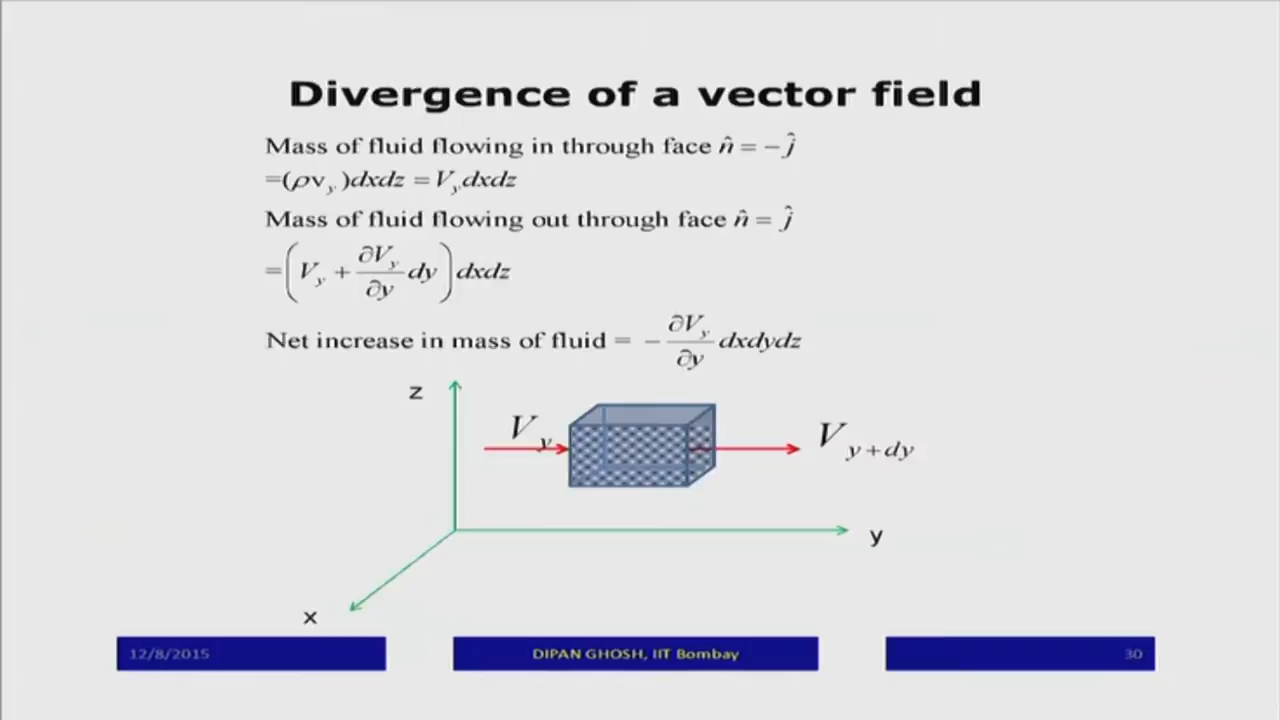 Divergence of a vector field
Mass of fluid flowing in through face n̂ = −ĵ
=(ρv_y)dxdz = V_y dxdz
Mass of fluid flowing out through face n̂ = ĵ
=(V_y + ∂V_y/∂y dy)dxdz
Net increase in mass of fluid = − ∂V_y/∂y dxdydz
z
V_y
V_y+dy
y
x
12/8/2015
DIPAN GHOSH, IIT Bombay
30